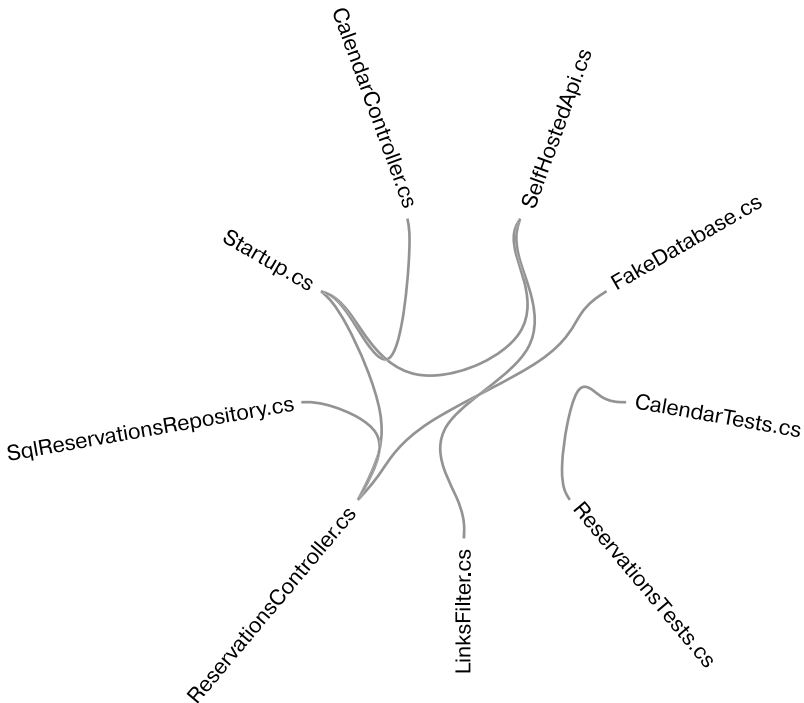 CalendarController.cs
SelfHostedApi.cs
FakeDatabase.cs
Startup.cs
CalendarTests.cs
SqlReservationsRepository.cs
ReservationsController.cs
LinksFilter.cs
ReservationsTests.cs